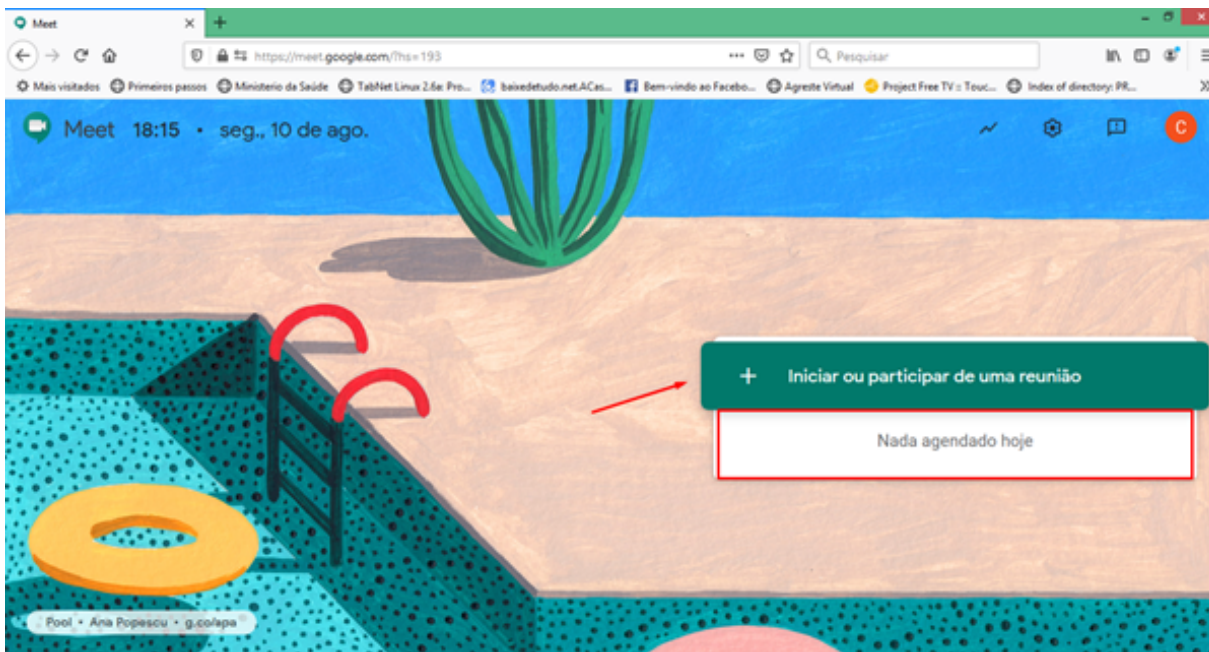 Meet
https://meet.google.com/?hs=193
Pesquisar
Mais visitados Primeiros passos Ministerio da Saúde TabNet Linux 2.6a: Pro... baixedetudo.net.ACas... Bem-vindo ao Facebo... Agreste Virtual Project Free TV :: Touc... Index of directory: PR...
Meet 18:15 • seg., 10 de ago.
C
+ Iniciar ou participar de uma reunião
Nada agendado hoje
Pool • Ana Popescu • g.co/apa